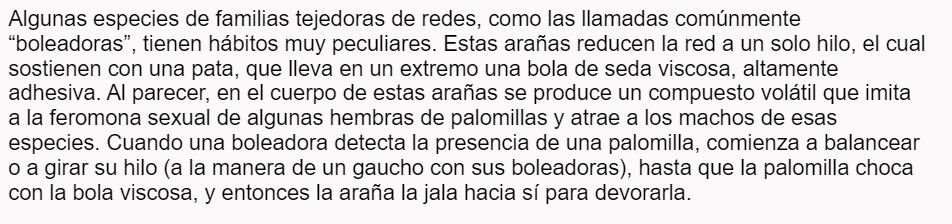 Algunas especies de familias tejedoras de redes, como las llamadas comúnmente
“boleadoras”, tienen hábitos muy peculiares. Estas arañas reducen la red a un solo hilo, el cual
sostienen con una pata, que lleva en un extremo una bola de seda viscosa, altamente
adhesiva. Al parecer, en el cuerpo de estas arañas se produce un compuesto volátil que imita
a la feromona sexual de algunas hembras de palomillas y atrae a los machos de esas
especies. Cuando una boleadora detecta la presencia de una palomilla, comienza a balancear
o a girar su hilo (a la manera de un gaucho con sus boleadoras), hasta que la palomilla choca
con la bola viscosa, y entonces la araña la jala hacia sí para devorarla.